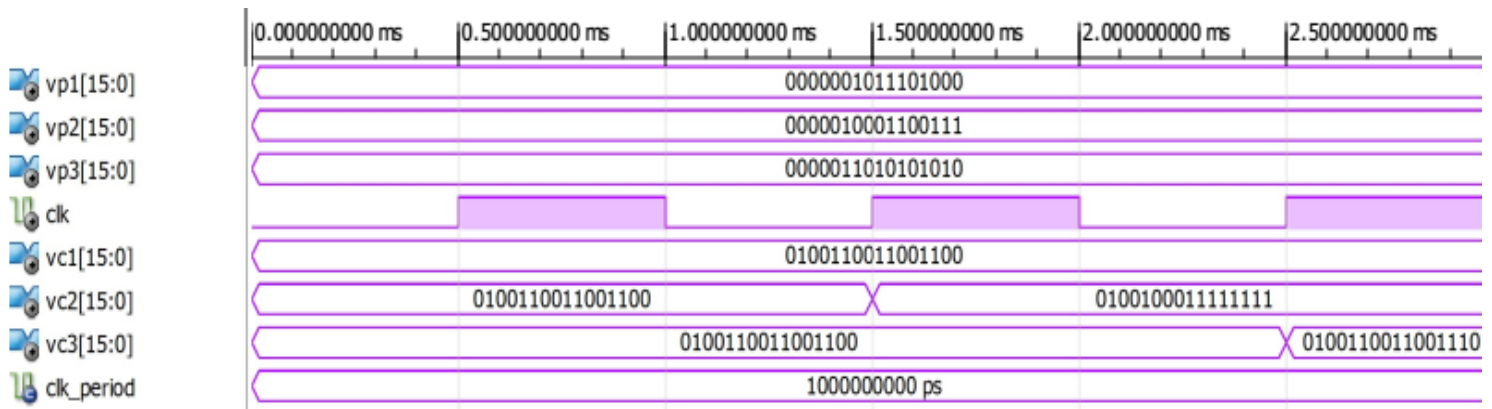 0.000000000 ms 0.500000000 ms 1.000000000 ms 1.500000000 ms 2.000000000 ms 2.500000000 ms
vp1[15:0] 0000001011101000
vp2[15:0] 0000010001100111
vp3[15:0] 0000011010101010
clk
vc1[15:0] 0100110011001100
vc2[15:0] 0100110011001100 0100100011111111
vc3[15:0] 0100110011001100 0100110011001110
clk_period 1000000000 ps